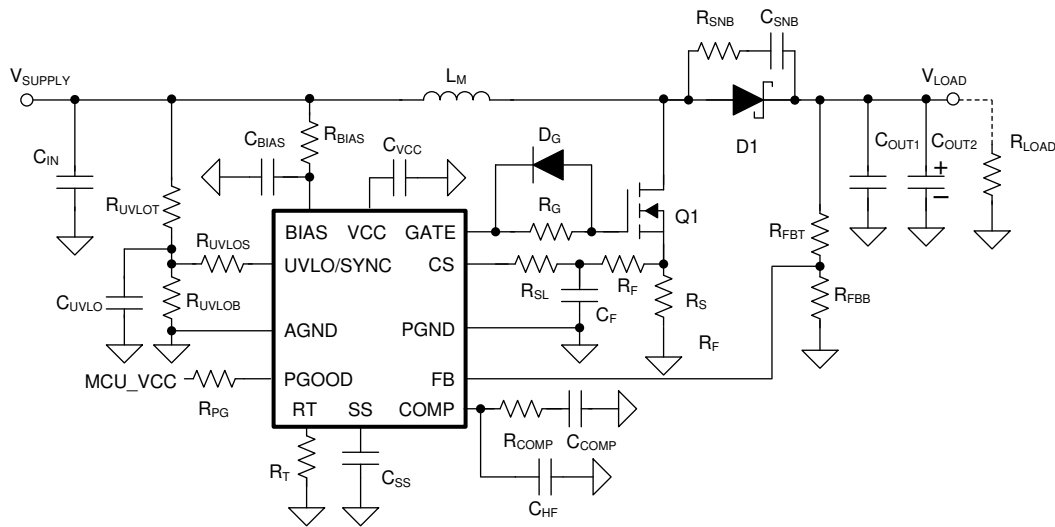 RSNB
CSNB
VSUPPLY
LM
VLOAD
D1
CIN
CBIAS
RBIAS
CVCC
DG
COUT1
COUT2
+
−
RLOAD
RUVLOT
BIAS
VCC
GATE
RG
Q1
RUVLOS
UVLO/SYNC
CS
RSL
RF
RFBT
CUVLO
RUVLOB
CF
RS
RFBB
AGND
PGND
RF
MCU_VCC
RPG
PGOOD
FB
RT
SS
COMP
RCOMP
CCOMP
RT
CSS
CHF